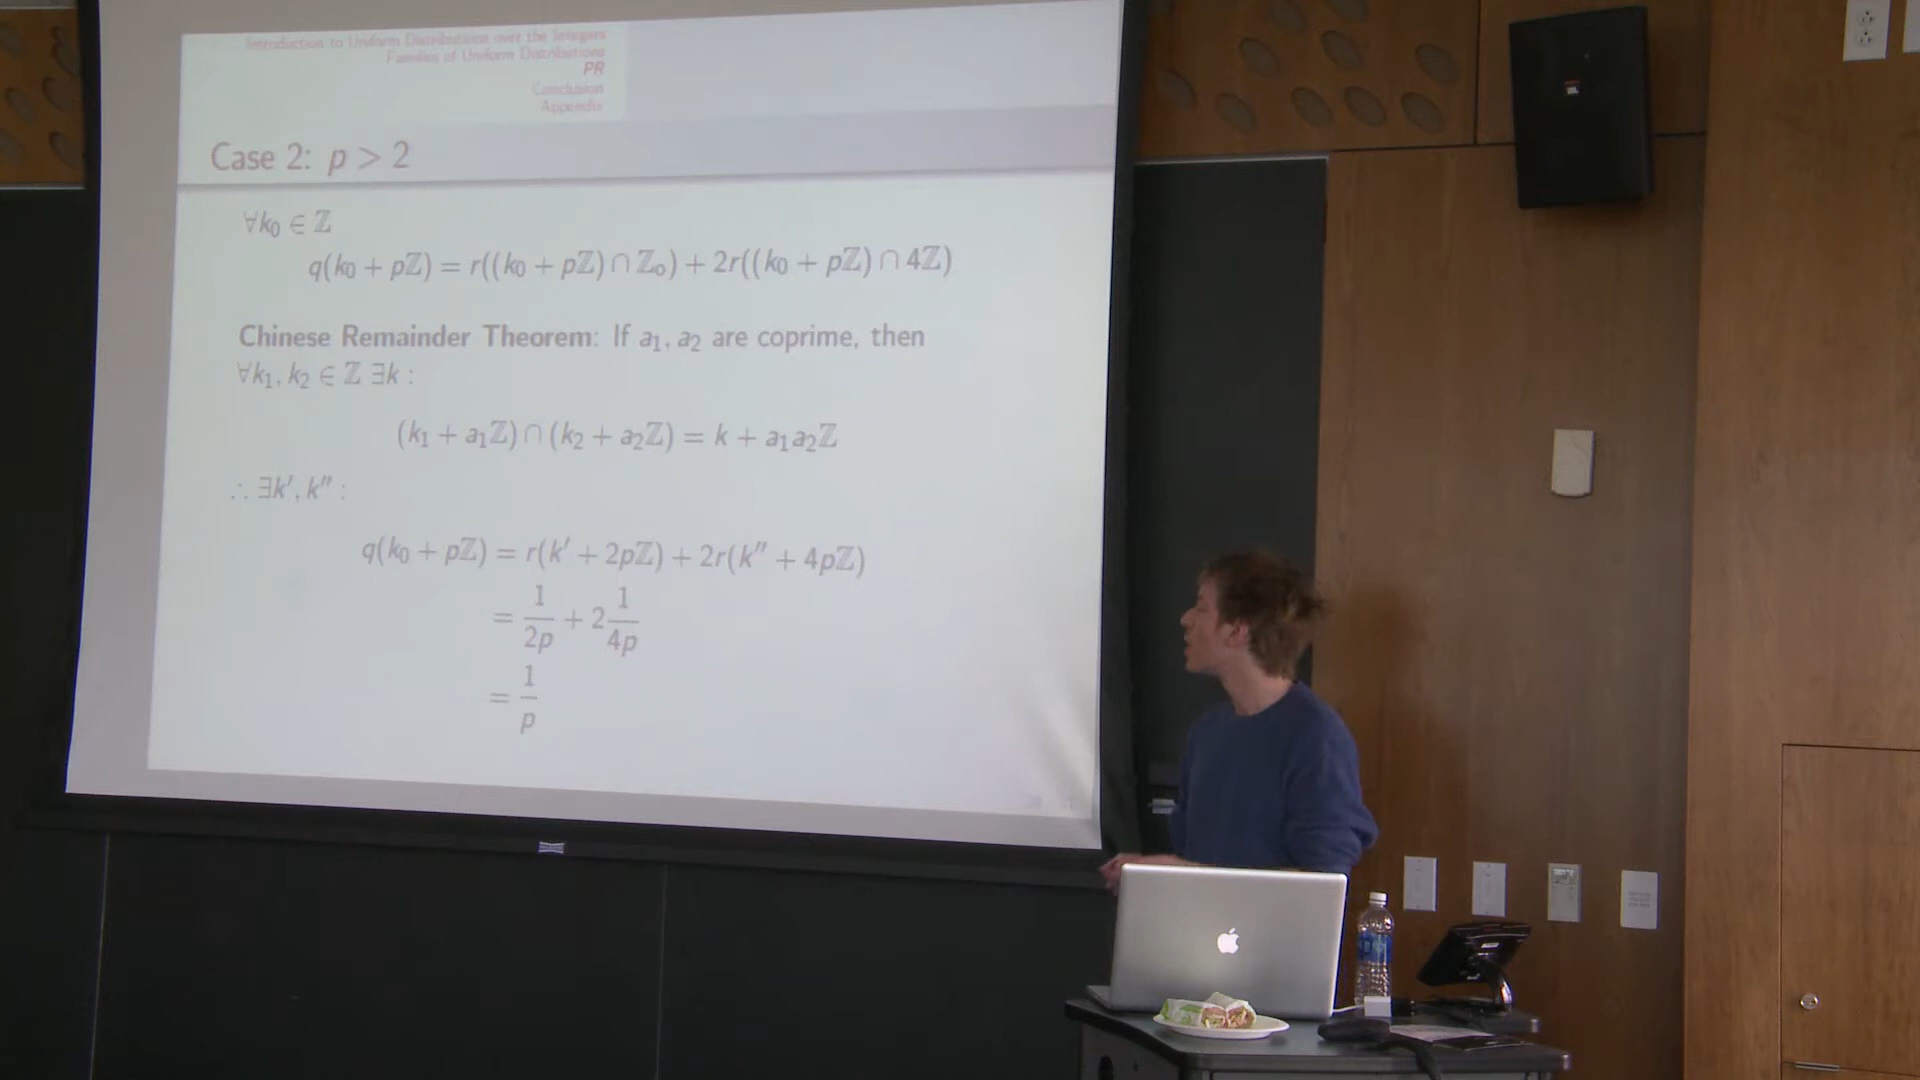 Introduction to Uniform Distributions over the Integers
Families of Uniform Distributions
PR
Conclusion
Appendix
Case 2: p > 2
∀k₀ ∈ ℤ
q(k₀ + pℤ) = r((k₀ + pℤ) ∩ ℤₒ) + 2r((k₀ + pℤ) ∩ 4ℤ)
Chinese Remainder Theorem: If a₁, a₂ are coprime, then
∀k₁, k₂ ∈ ℤ ∃k :
(k₁ + a₁ℤ) ∩ (k₂ + a₂ℤ) = k + a₁a₂ℤ
∴ ∃k′, k″ :
q(k₀ + pℤ) = r(k′ + 2pℤ) + 2r(k″ + 4pℤ)
= 1/2p + 2 1/4p
= 1/p
JBL